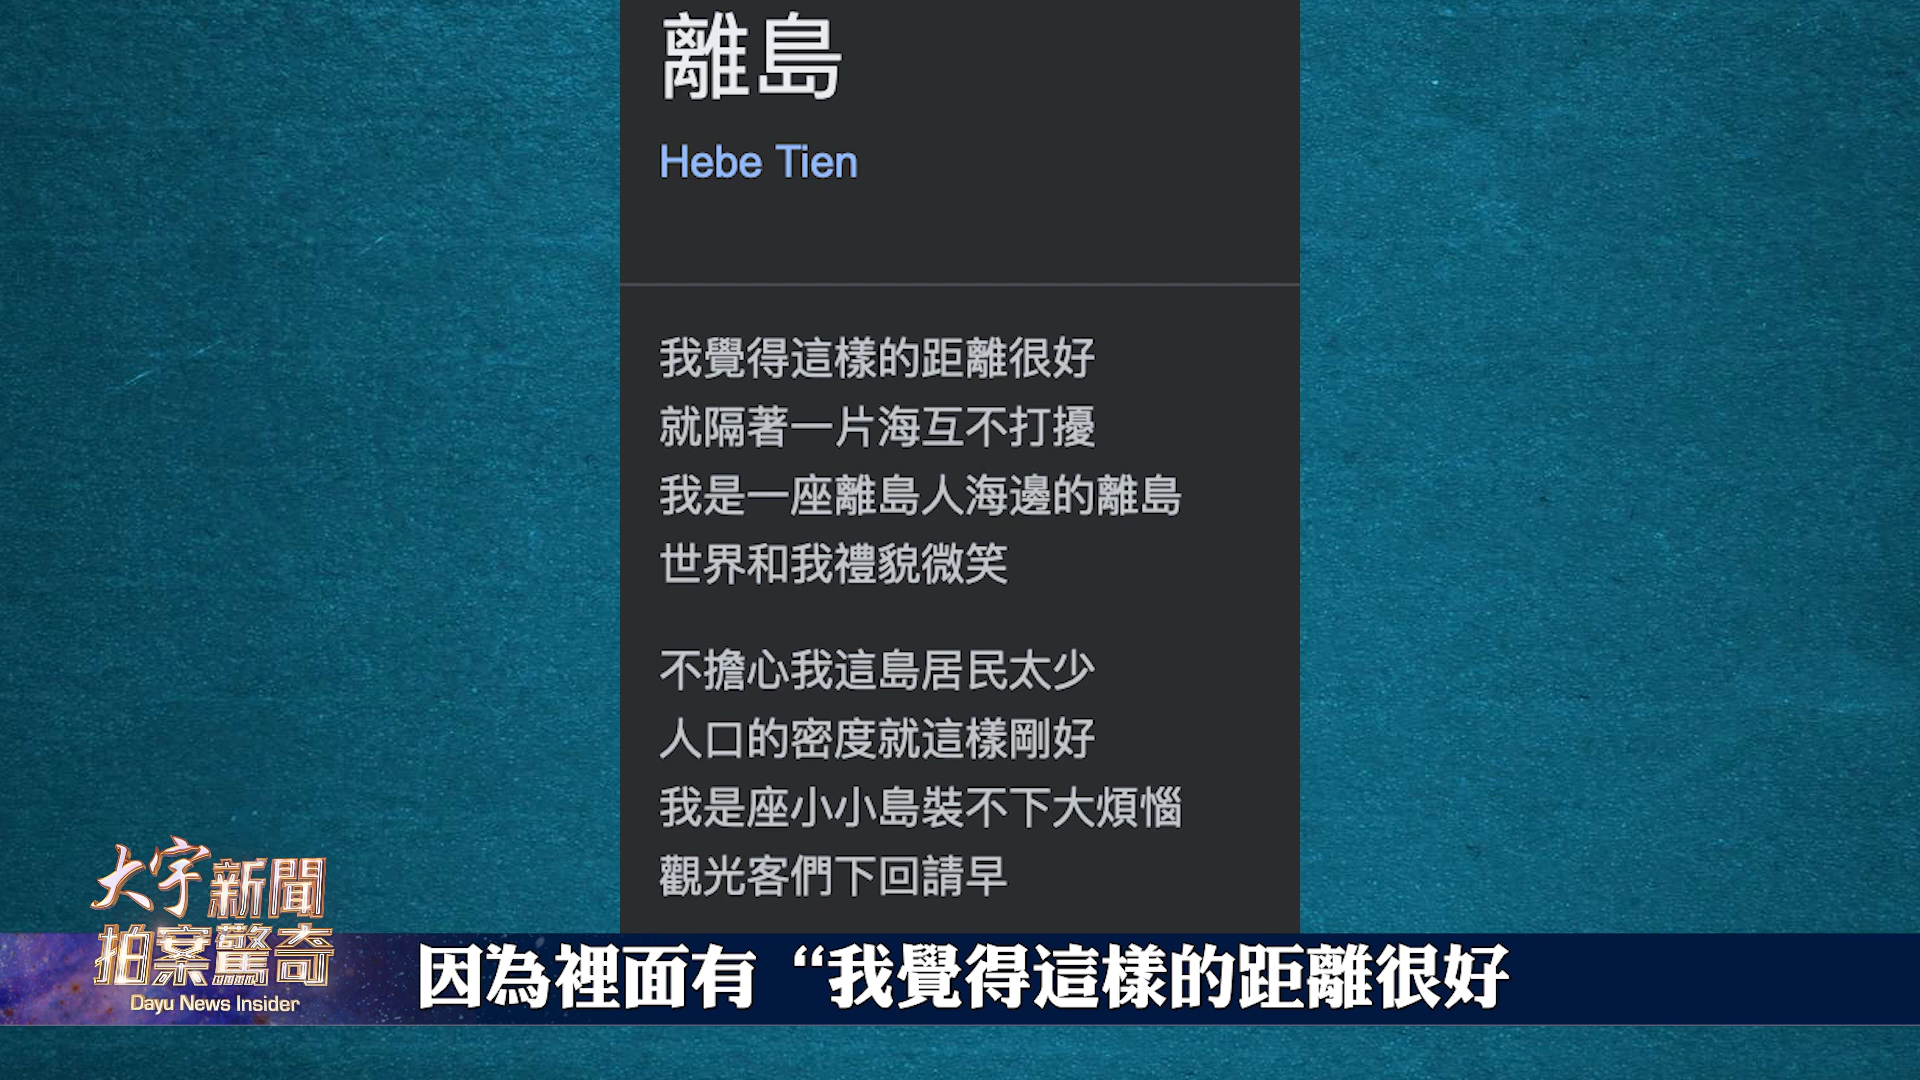 離島
Hebe Tien
我覺得這樣的距離很好
就隔著一片海互不打擾
我是一座離島人海邊的離島
世界和我禮貌微笑
不擔心我這島居民太少
人口的密度就這樣剛好
我是座小小島裝不下大煩惱
觀光客們下回請早
大宇新聞
拍案驚奇
Dayu News Insider
因為裡面有“我覺得這樣的距離很好